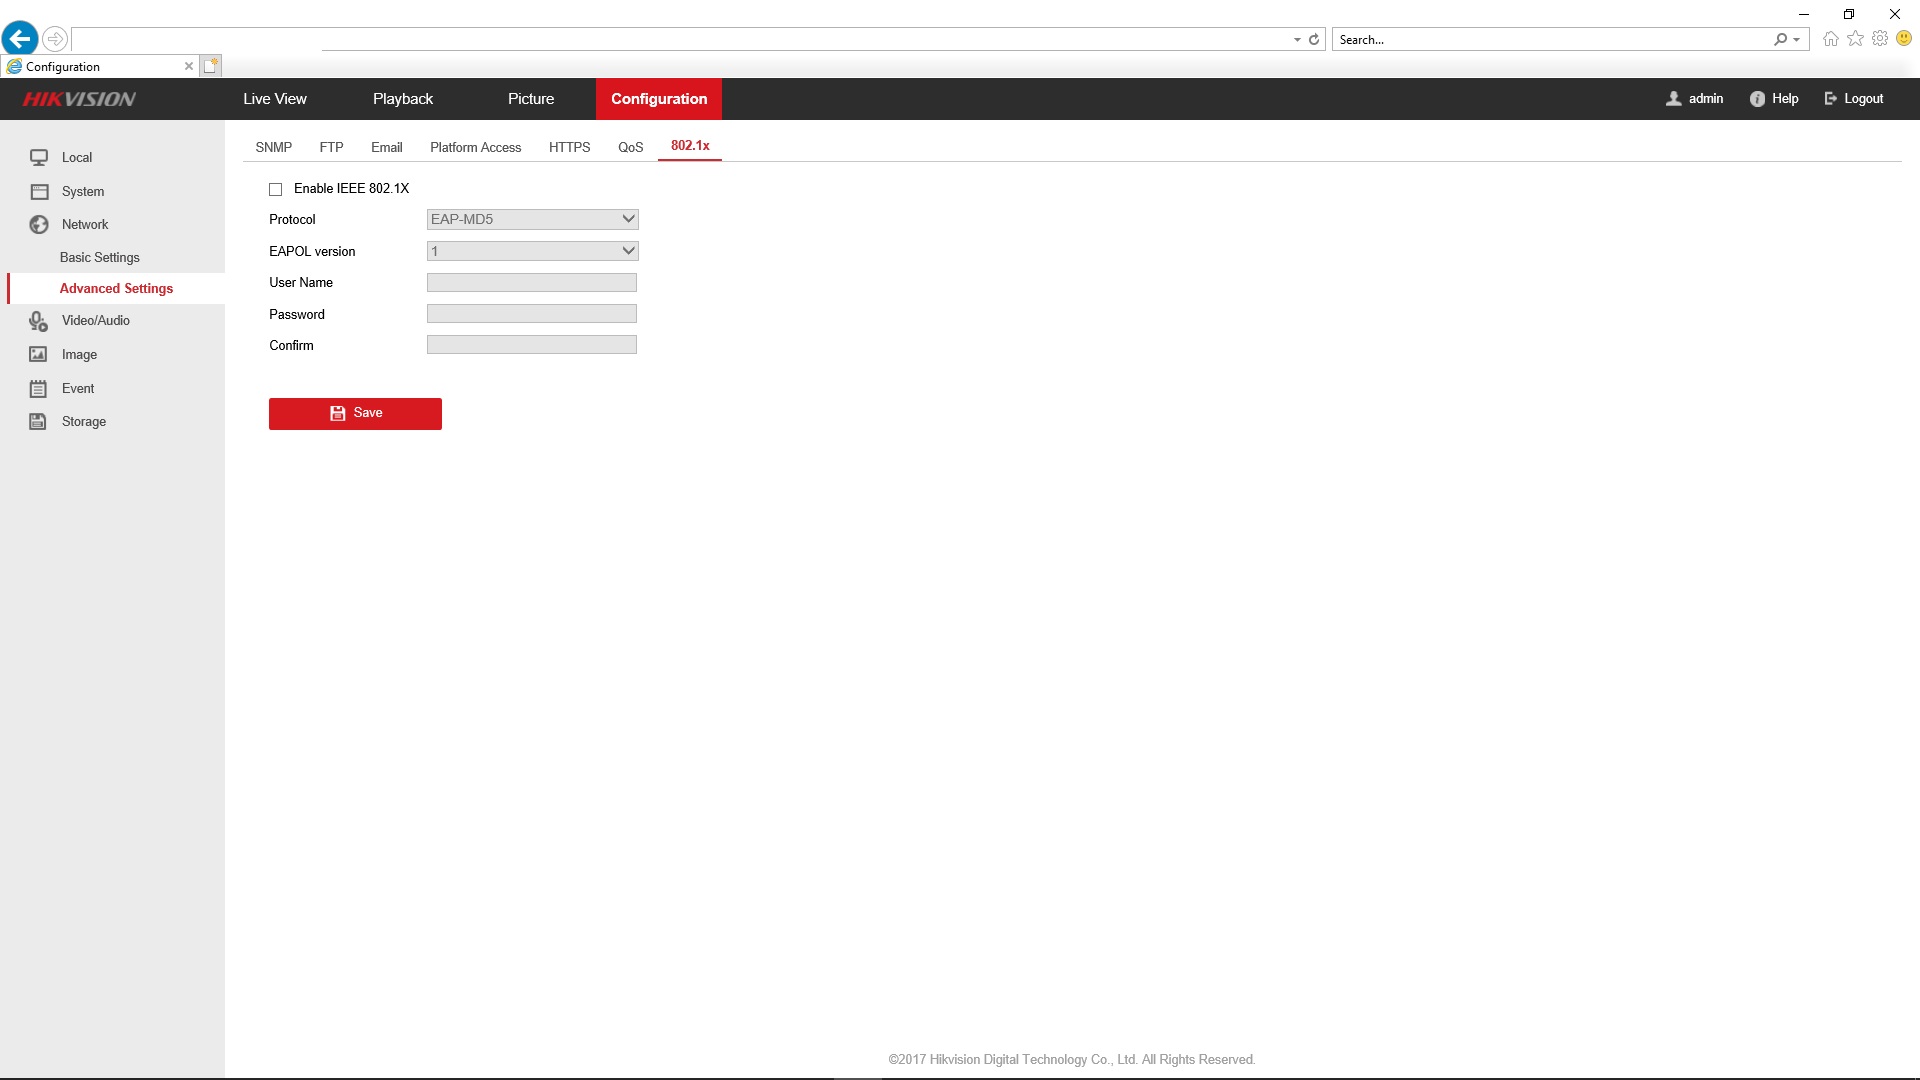 Search...
Configuration
HIKVISION
Live View Playback Picture Configuration admin Help Logout
SNMP FTP Email Platform Access HTTPS QoS 802.1x
Local
System
Network
Basic Settings
Advanced Settings
Video/Audio
Image
Event
Storage
Enable IEEE 802.1X
Protocol EAP-MD5
EAPOL version 1
User Name
Password
Confirm
Save
©2017 Hikvision Digital Technology Co., Ltd. All Rights Reserved.